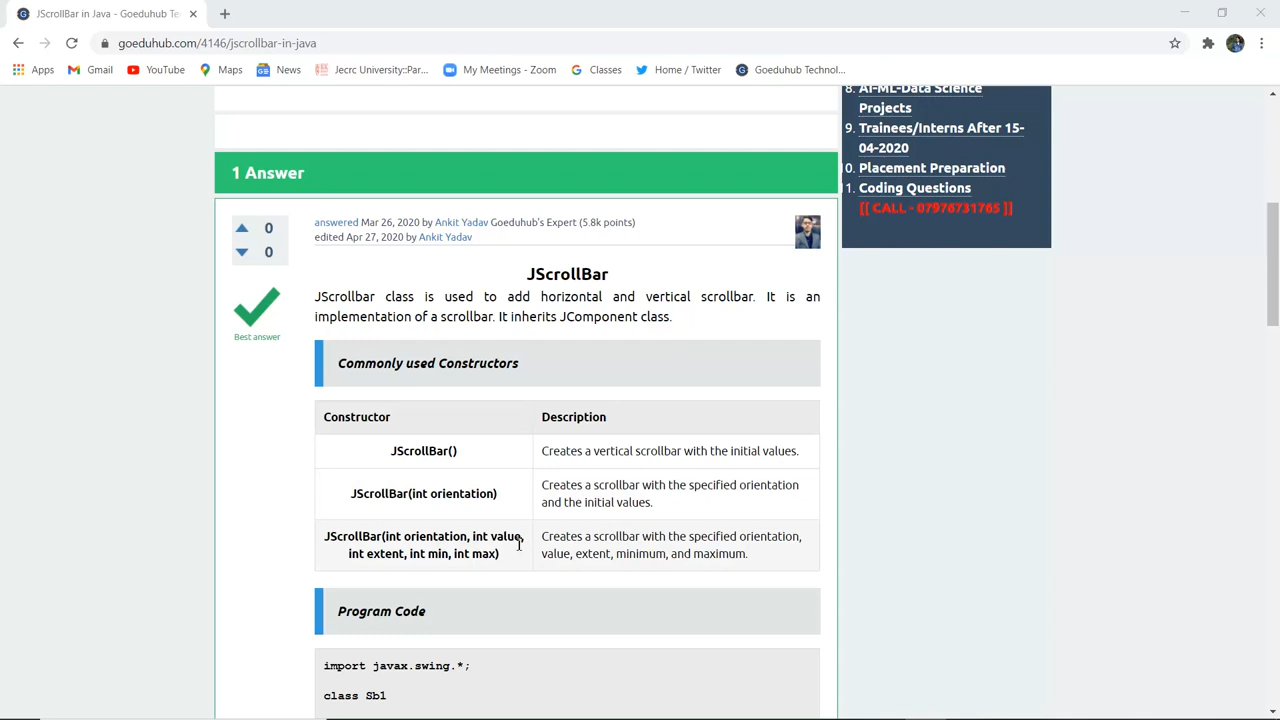 JScrollBar in Java - Goeduhub Te
goeduhub.com/4146/jscrollbar-in-java
Apps
Gmail
YouTube
Maps
News
Jecrc University::Par...
My Meetings - Zoom
Classes
Home / Twitter
Goeduhub Technol...
8. AI-ML-Data Science
Projects
9. Trainees/Interns After 15-
04-2020
10. Placement Preparation
11. Coding Questions
[[ CALL - 07976731765 ]]
1 Answer
0
0
Best answer
answered Mar 26, 2020 by Ankit Yadav Goeduhub's Expert (5.8k points)
edited Apr 27, 2020 by Ankit Yadav
JScrollBar
JScrollbar class is used to add horizontal and vertical scrollbar. It is an
implementation of a scrollbar. It inherits JComponent class.
Commonly used Constructors
Constructor
Description
JScrollBar()
Creates a vertical scrollbar with the initial values.
JScrollBar(int orientation)
Creates a scrollbar with the specified orientation
and the initial values.
JScrollBar(int orientation, int value,
int extent, int min, int max)
Creates a scrollbar with the specified orientation,
value, extent, minimum, and maximum.
Program Code
import javax.swing.*;
class Sb1